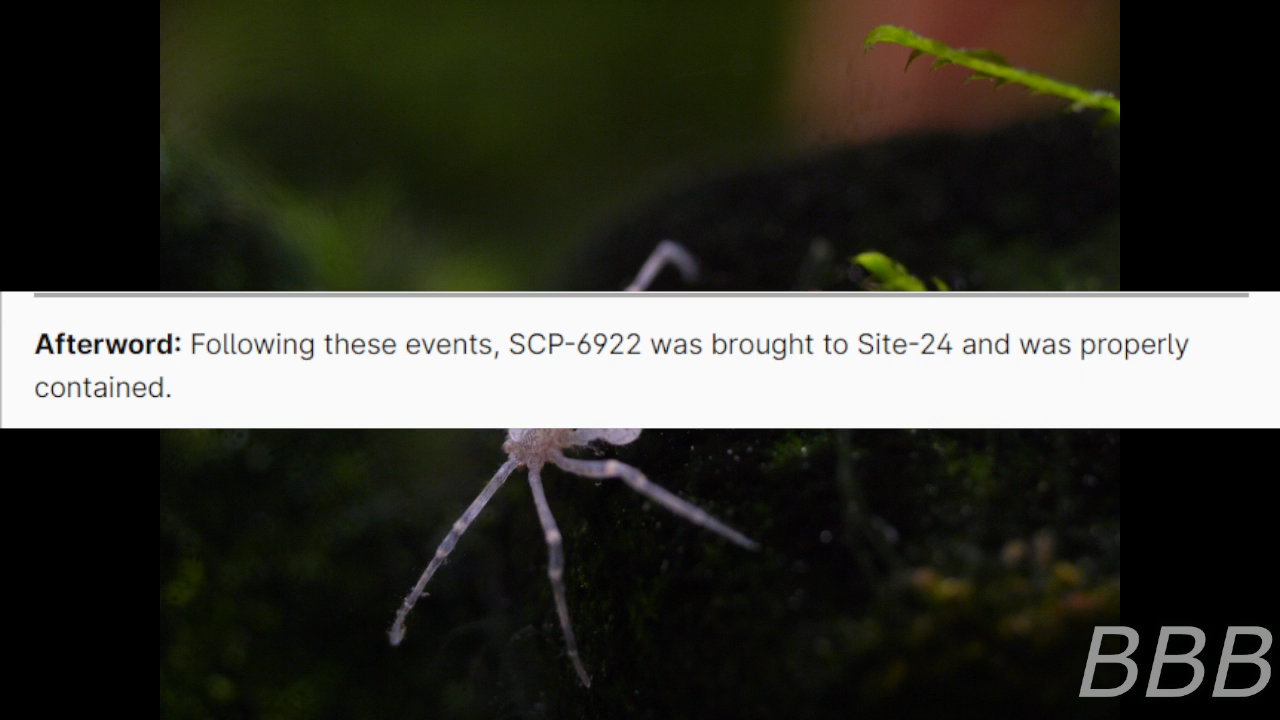 Afterword: Following these events, SCP-6922 was brought to Site-24 and was properly
contained.
BBB